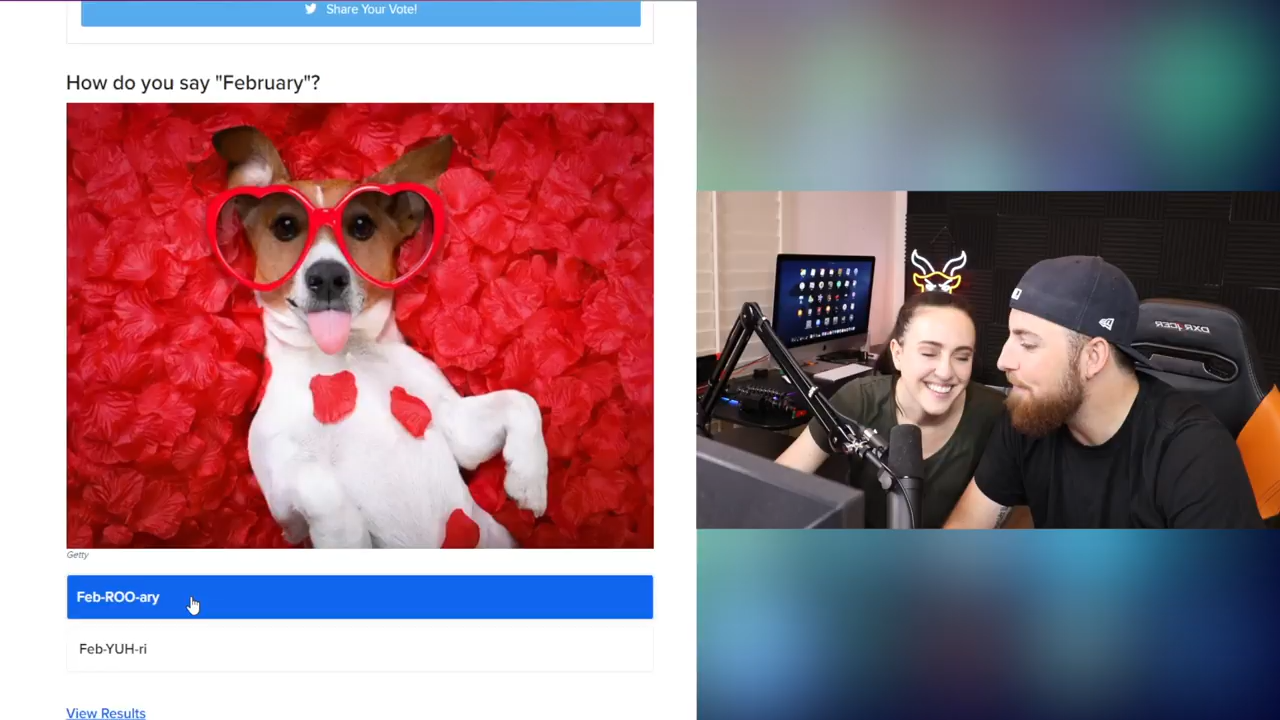 Share Your Vote!
How do you say "February"?
Getty
Feb-ROO-ary
Feb-YUH-ri
View Results
DXRACER